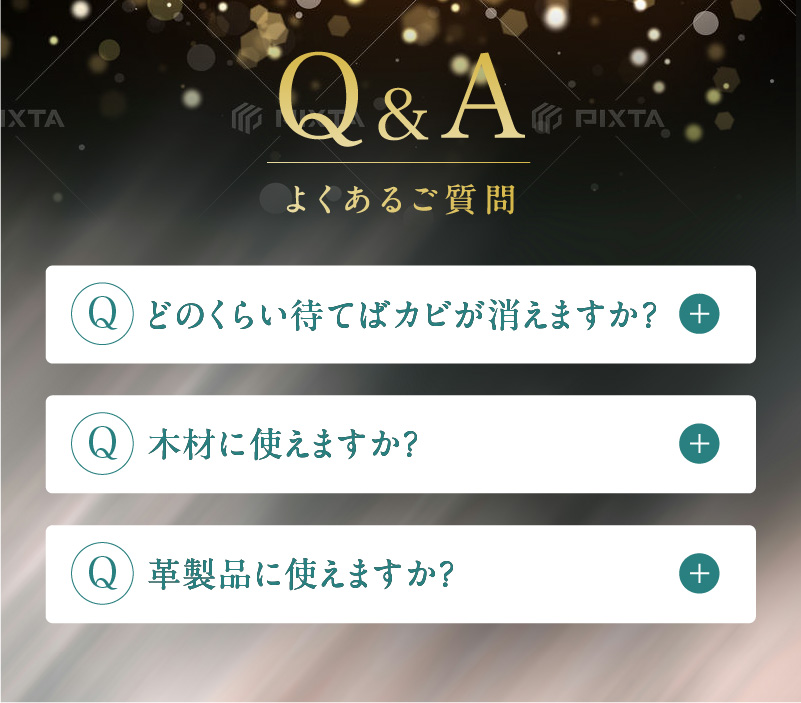 Q&A
IXTA
PIXTA
PIXTA
よくあるご質問
Q どのくらい待てばカビが消えますか?
Q 木材に使えますか?
Q 革製品に使えますか?